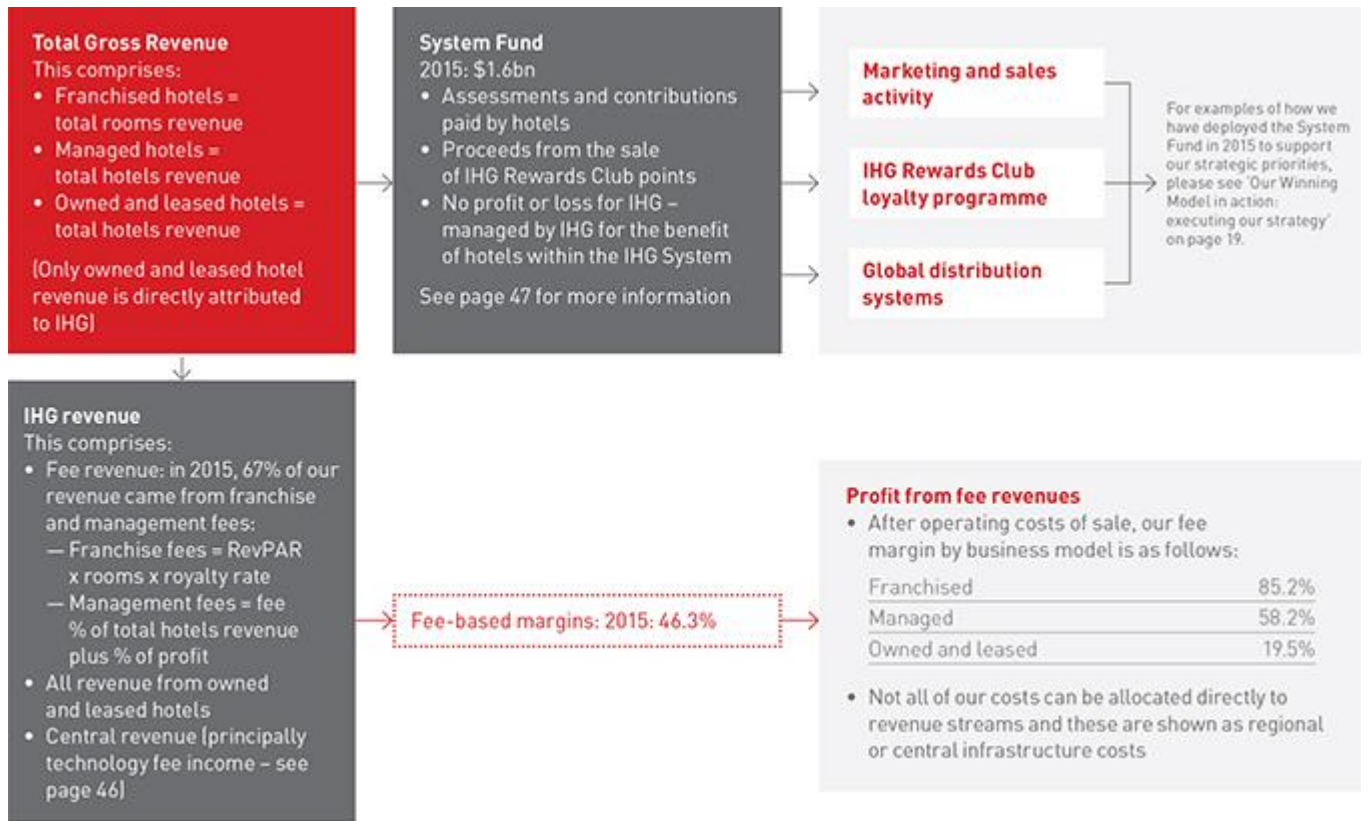 Total Gross Revenue
This comprises:
• Franchised hotels =
total rooms revenue
• Managed hotels =
total hotels revenue
• Owned and leased hotels =
total hotels revenue
(Only owned and leased hotel
revenue is directly attributed
to IHG)
System Fund
2015: $1.6bn
• Assessments and contributions
paid by hotels
• Proceeds from the sale
of IHG Rewards Club points
• No profit or loss for IHG –
managed by IHG for the benefit
of hotels within the IHG System
See page 47 for more information
Marketing and sales
activity
IHG Rewards Club
loyalty programme
Global distribution
systems
For examples of how we
have deployed the System
Fund in 2015 to support
our strategic priorities,
please see ‘Our Winning
Model in action:
executing our strategy’
on page 19.
IHG revenue
This comprises:
• Fee revenue: in 2015, 67% of our
revenue came from franchise
and management fees:
— Franchise fees = RevPAR
x rooms x royalty rate
— Management fees = fee
% of total hotels revenue
plus % of profit
• All revenue from owned
and leased hotels
• Central revenue (principally
technology fee income – see
page 46)
Fee-based margins: 2015: 46.3%
Profit from fee revenues
• After operating costs of sale, our fee
margin by business model is as follows:
Franchised 85.2%
Managed 58.2%
Owned and leased 19.5%
• Not all of our costs can be allocated directly to
revenue streams and these are shown as regional
or central infrastructure costs